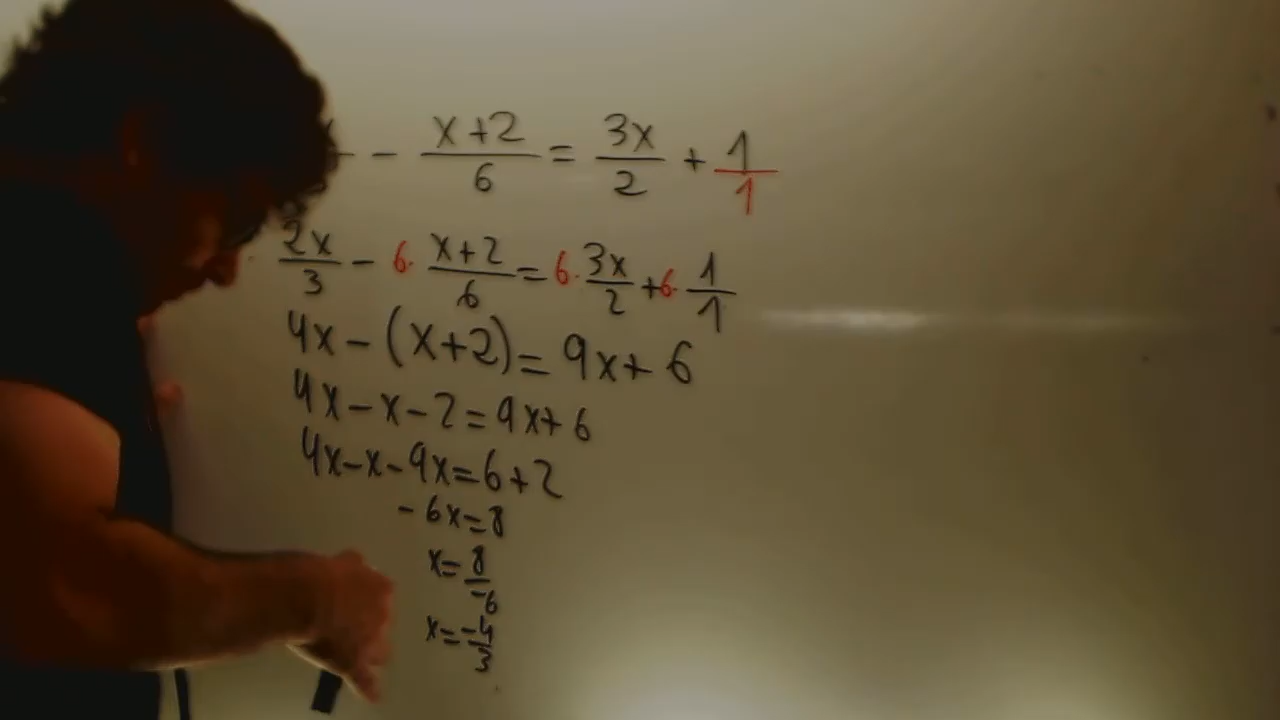 - x+2/6 = 3x/2 + 1/1
2x/3 - 6· x+2/6 = 6· 3x/2 + 6· 1/1
4x - (x+2) = 9x + 6
4x - x - 2 = 9x + 6
4x - x - 9x = 6 + 2
- 6x = 8
x = 8/-6
x = -4/3